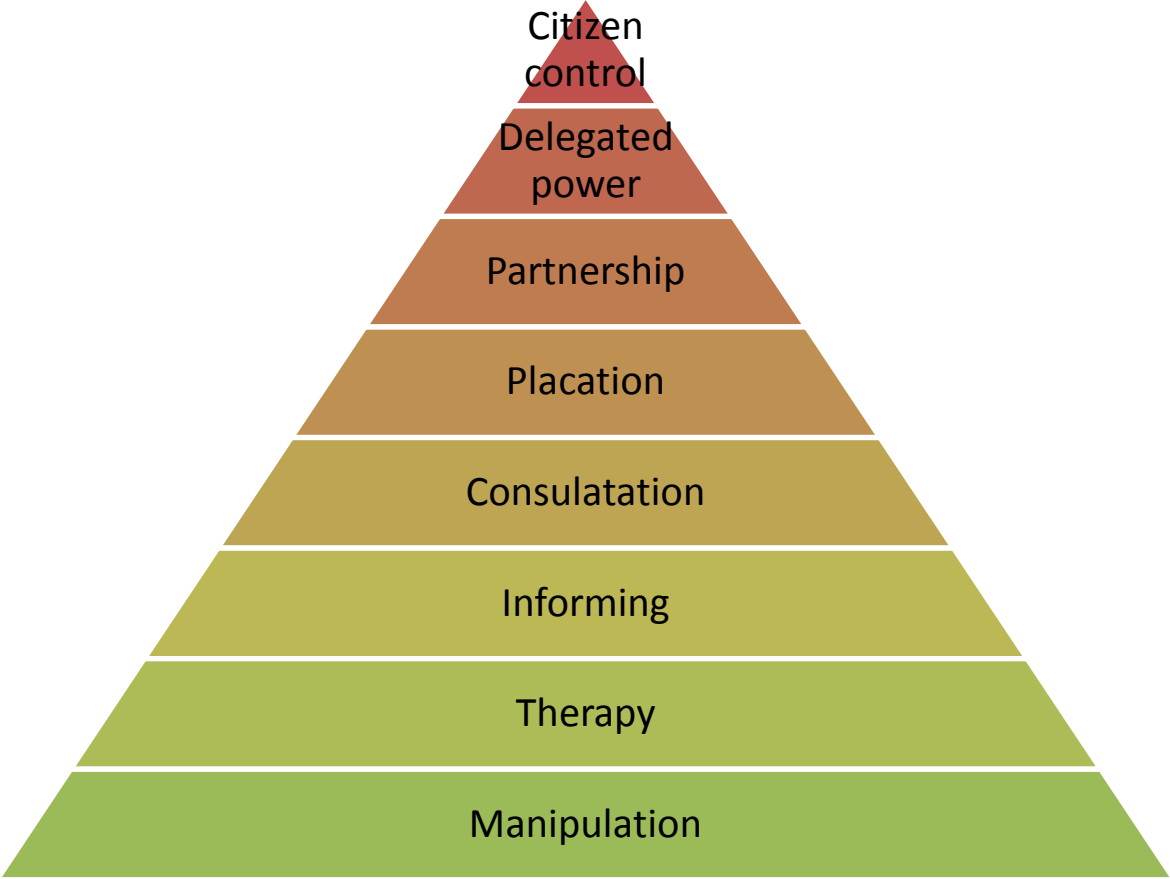 Citizen
control
Delegated
power
Partnership
Placation
Consulatation
Informing
Therapy
Manipulation